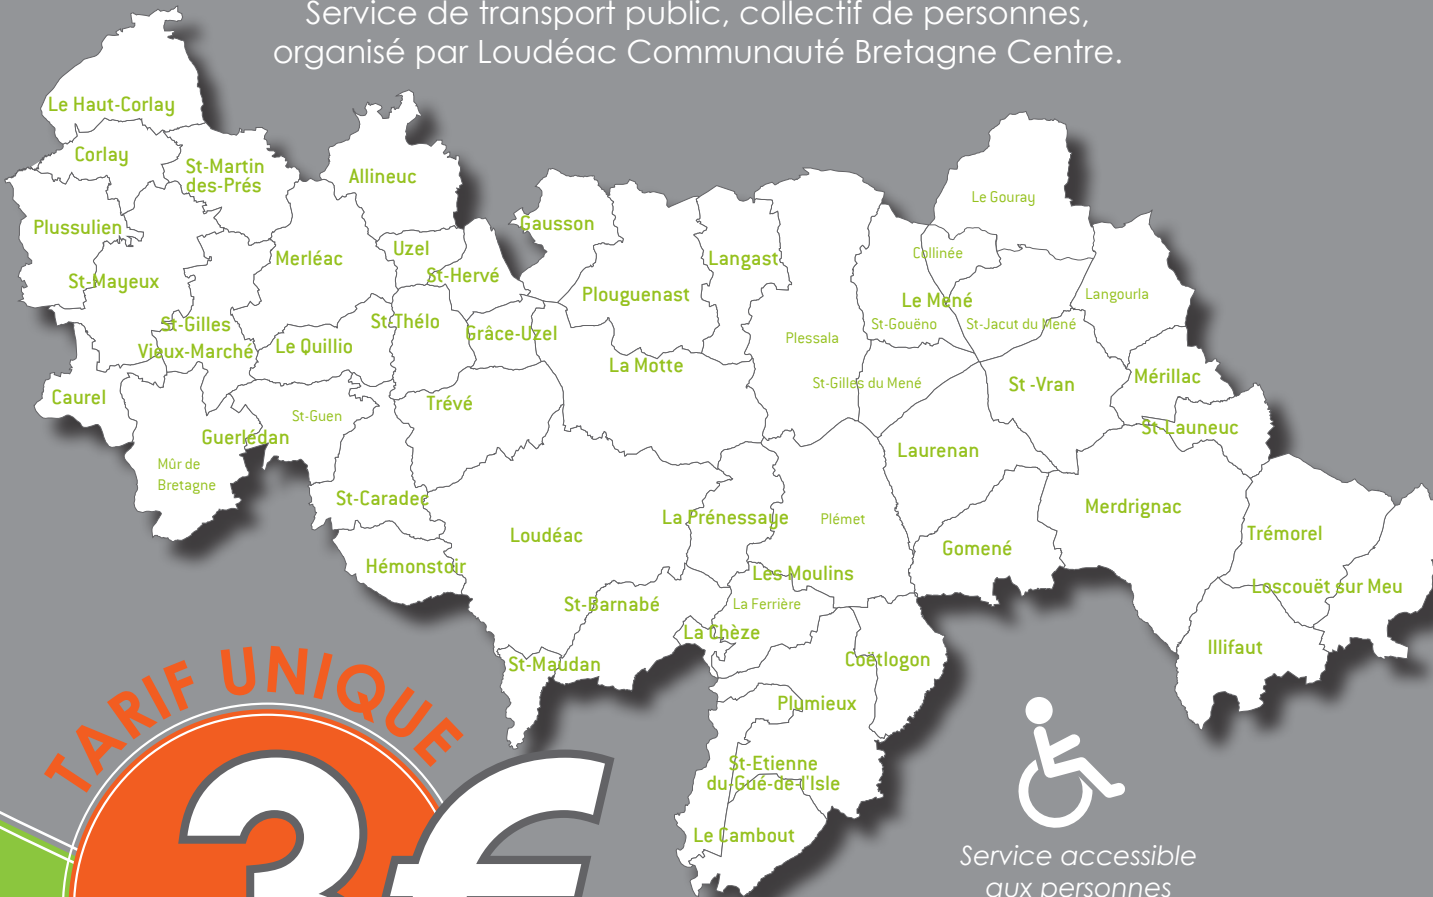 Service de transport public, collectif de personnes,
organisé par Loudéac Communauté Bretagne Centre.
Le Haut-Corlay
Corlay
St-Martin
des-Prés
Allineuc
Plussulien
Merléac
Uzel
St-Hervé
St-Mayeux
St-Gilles
Vieux-Marché
Le Quillio
St-Thélo
Grâce-Uzel
Gausson
Plouguenast
Langast
La Motte
Caurel
St-Guen
Guerlédan
Mûr de
Bretagne
Trévé
St-Caradec
Hémonstoir
Loudéac
La Prénessaye
St-Barnabé
St-Maudan
La Chèze
Le Gouray
Collinée
Le Mené
St-Gouëno
St-Jacut du Mené
Langourla
Plessala
St-Gilles du Mené
St -Vran
Mérillac
St-Launeuc
Laurenan
Merdrignac
Plémet
Les Moulins
La Ferrière
Gomené
Trémorel
Loscouët sur Meu
Illifaut
Coëtlogon
Plumieux
St-Etienne
du-Gué-de-l'Isle
Le Cambout
TARIF UNIQUE
3€
Service accessible
aux personnes